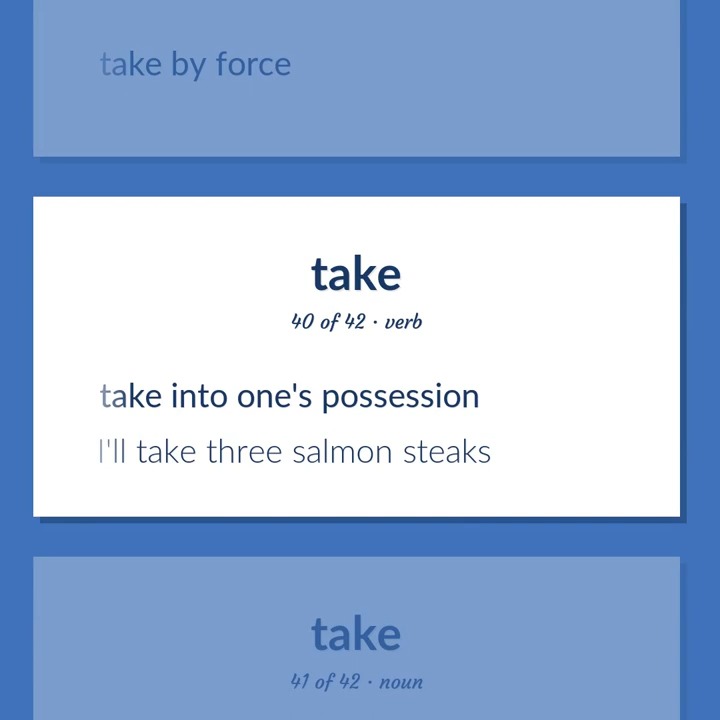 take by force
take
40 of 42 · verb
take into one's possession
I'll take three salmon steaks
take
41 of 42 · noun